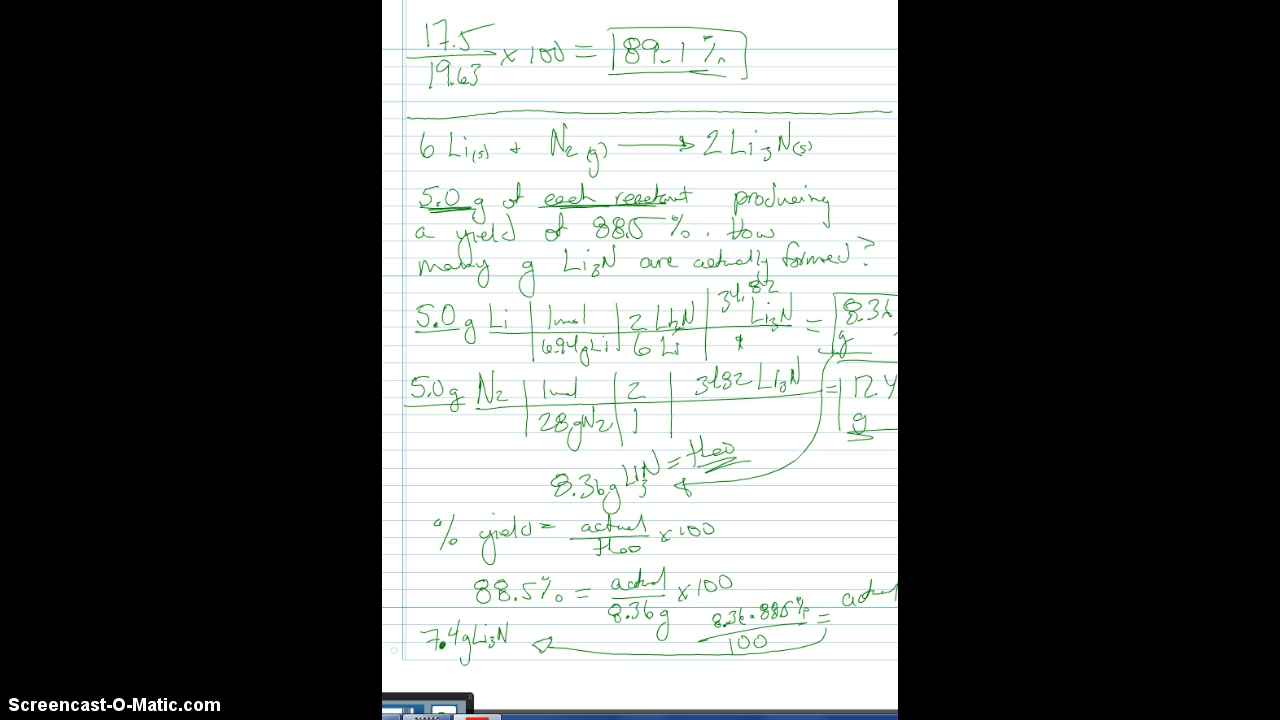 17.5
19.63 × 100 = 89.1 %
6 Li(s) + N2 (g) → 2 Li3N(s)
5.0 g of each reactant producing
a yield of 88.5 %. How
many g Li3N are actually formed?
5.0 g Li | 1 mol | 2 Li3N | 34.82 Li3N = 8.36
6.94 g Li | 6 Li | g
5.0 g N2 | 1 mol | 2 | 34.82 Li3N = 12.4
28 g N2 | 1 | g
8.36 g Li3N = theo
% yield = actual × 100
theo
88.5% = actual × 100
8.36 g
8.36 · 88.5% =
100
7.4 g Li3N
Screencast-O-Matic.com